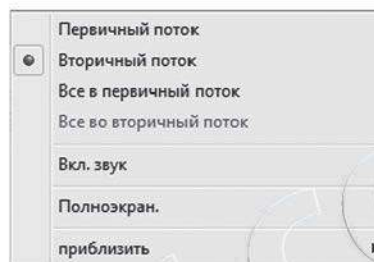 Первичный поток
Вторичный поток
Все в первичный поток
Все во вторичный поток
Вкл. звук
Полноэкран.
приблизить